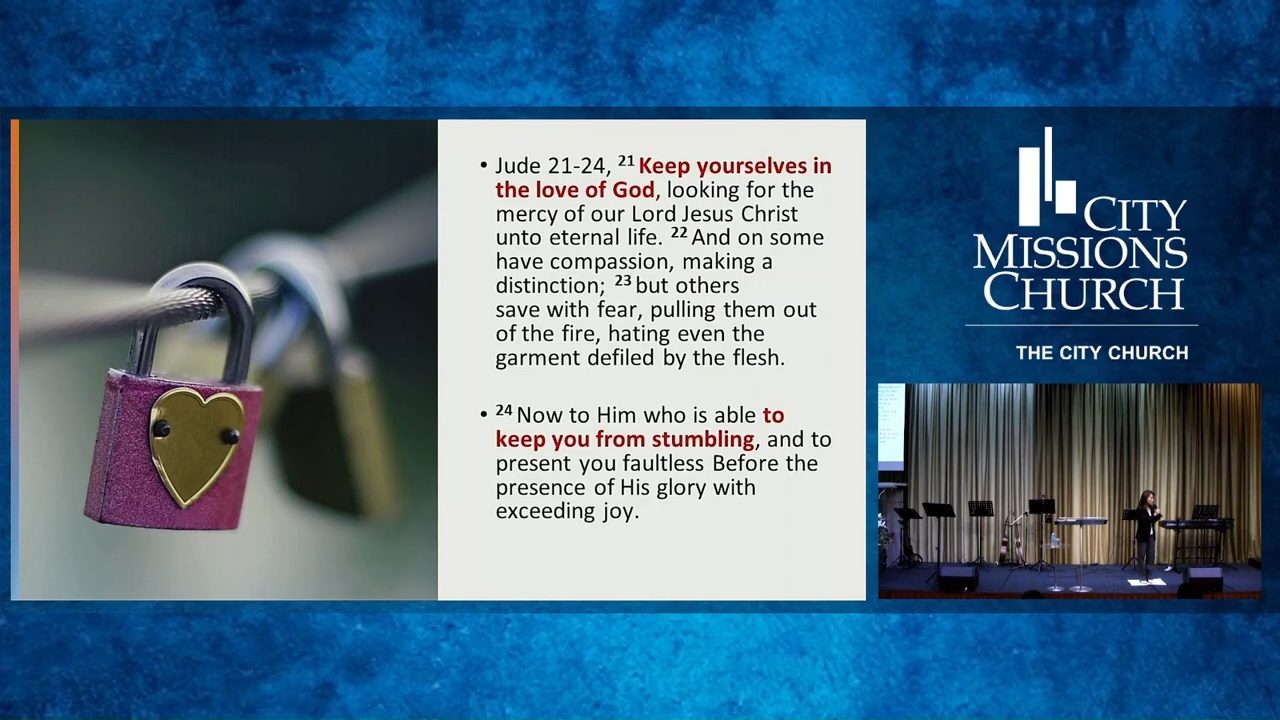 • Jude 21-24, 21 Keep yourselves in
the love of God, looking for the
mercy of our Lord Jesus Christ
unto eternal life. 22 And on some
have compassion, making a
distinction; 23 but others
save with fear, pulling them out
of the fire, hating even the
garment defiled by the flesh.
• 24 Now to Him who is able to
keep you from stumbling, and to
present you faultless Before the
presence of His glory with
exceeding joy.
CITY
MISSIONS
CHURCH
THE CITY CHURCH